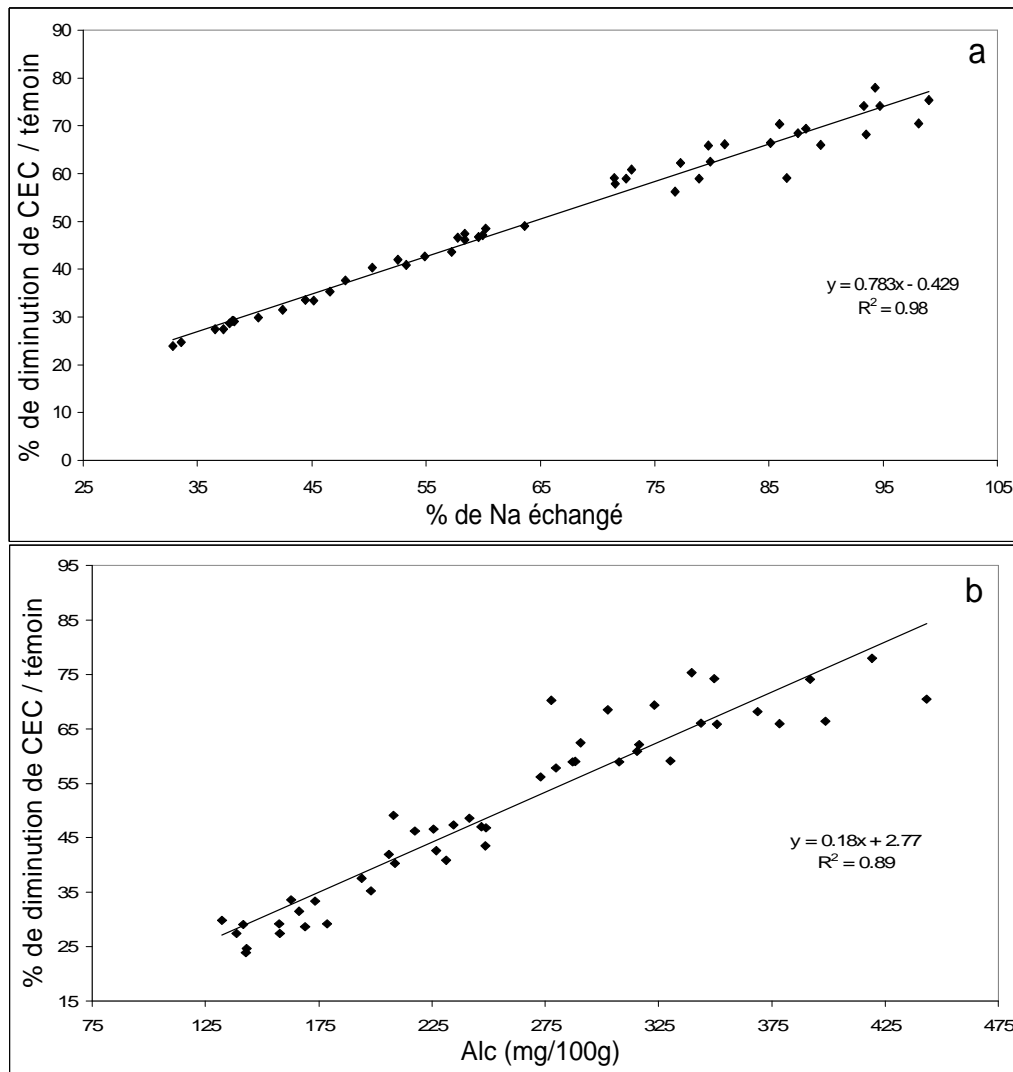 a
% de diminution de CEC / témoin
90
80
70
60
50
40
30
20
10
0
y = 0.783x - 0.429
R² = 0.98
25 35 45 55 65 75 85 95 105
% de Na échangé
b
% de diminution de CEC / témoin
95
85
75
65
55
45
35
25
15
y = 0.18x + 2.77
R² = 0.89
75 125 175 225 275 325 375 425 475
Alc (mg/100g)